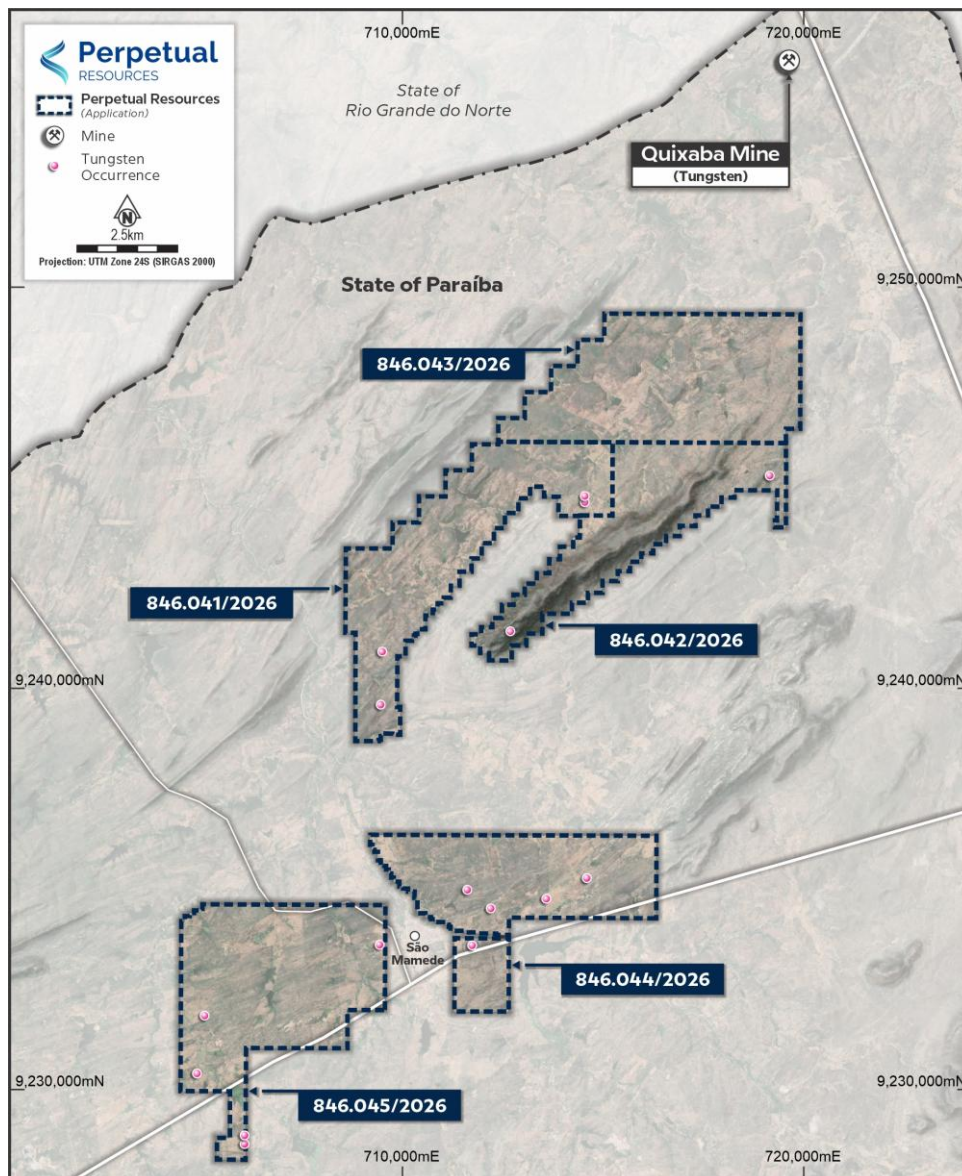 710,000mE
720,000mE
Perpetual
RESOURCES
Perpetual Resources
(Application)
Mine
Tungsten
Occurrence
N
2.5km
Projection: UTM Zone 24S (SIRGAS 2000)
State of
Rio Grande do Norte
Quixaba Mine
(Tungsten)
State of Paraíba
9,250,000mN
846.043/2026
846.041/2026
846.042/2026
9,240,000mN
9,240,000mN
São
Mamede
846.044/2026
9,230,000mN
9,230,000mN
846.045/2026
710,000mE
720,000mE